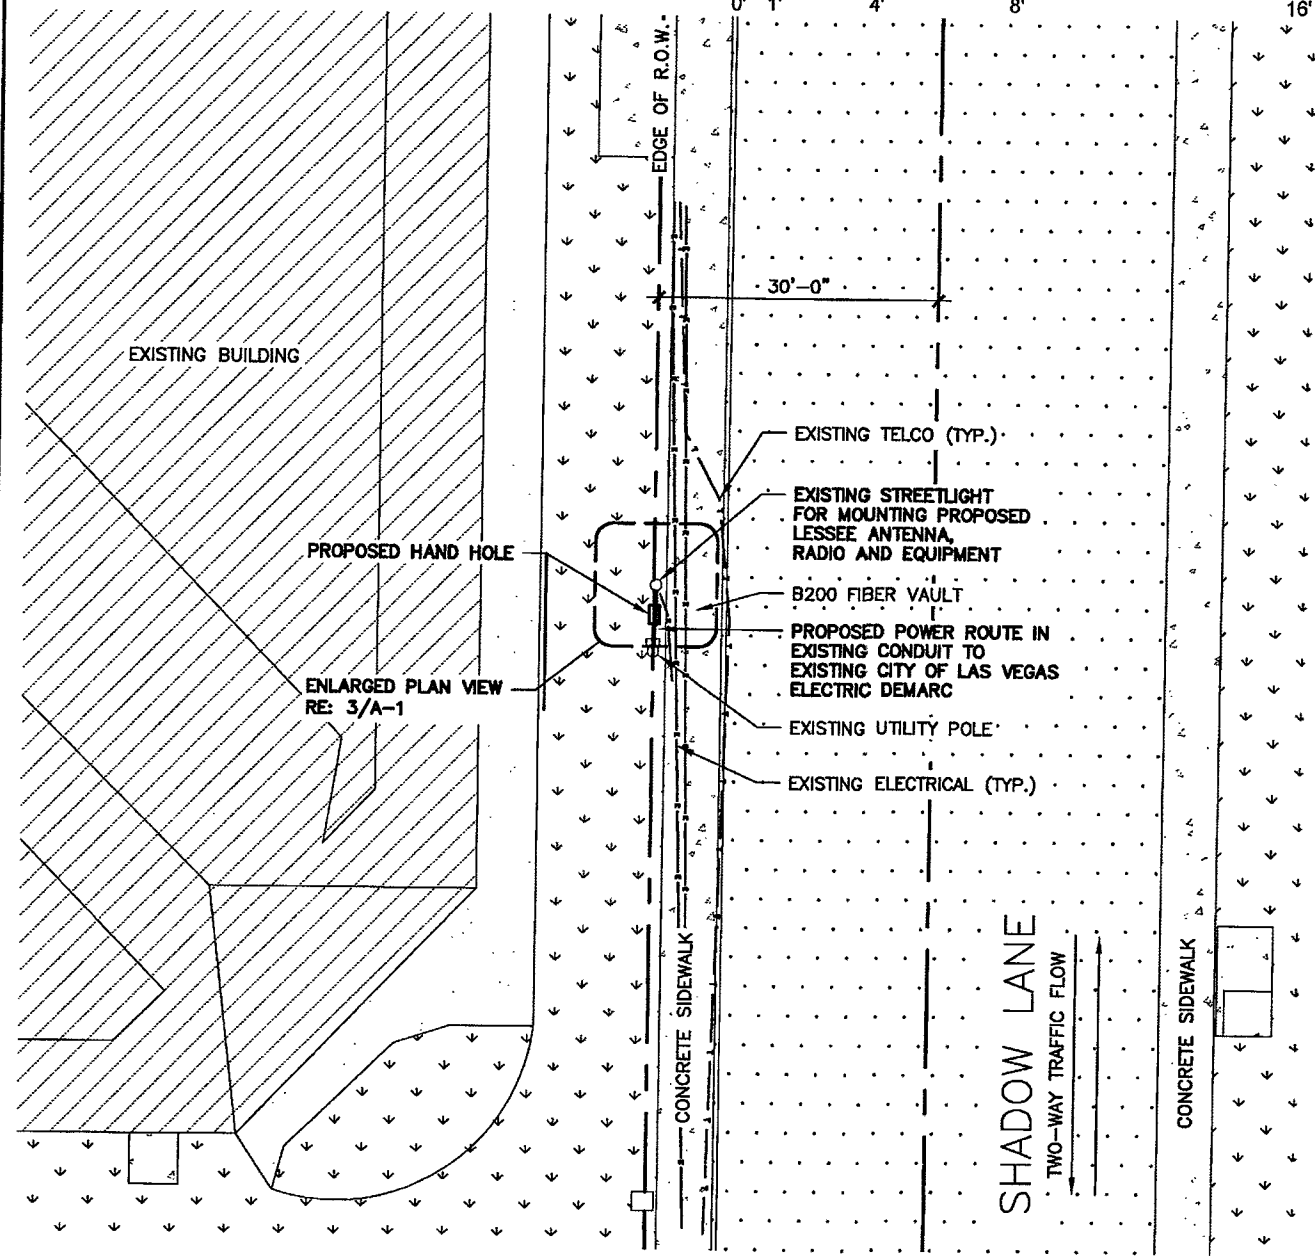 0' 1' 4' 8' 16'
EDGE OF R.O.W.
30'-0"
EXISTING BUILDING
EXISTING TELCO (TYP.)
EXISTING STREETLIGHT
FOR MOUNTING PROPOSED
LESSEE ANTENNA,
RADIO AND EQUIPMENT
PROPOSED HAND HOLE
B200 FIBER VAULT
PROPOSED POWER ROUTE IN
EXISTING CONDUIT TO
EXISTING CITY OF LAS VEGAS
ELECTRIC DEMARC
ENLARGED PLAN VIEW
RE: 3/A-1
EXISTING UTILITY POLE
EXISTING ELECTRICAL (TYP.)
CONCRETE SIDEWALK
SHADOW LANE
TWO-WAY TRAFFIC FLOW
CONCRETE SIDEWALK